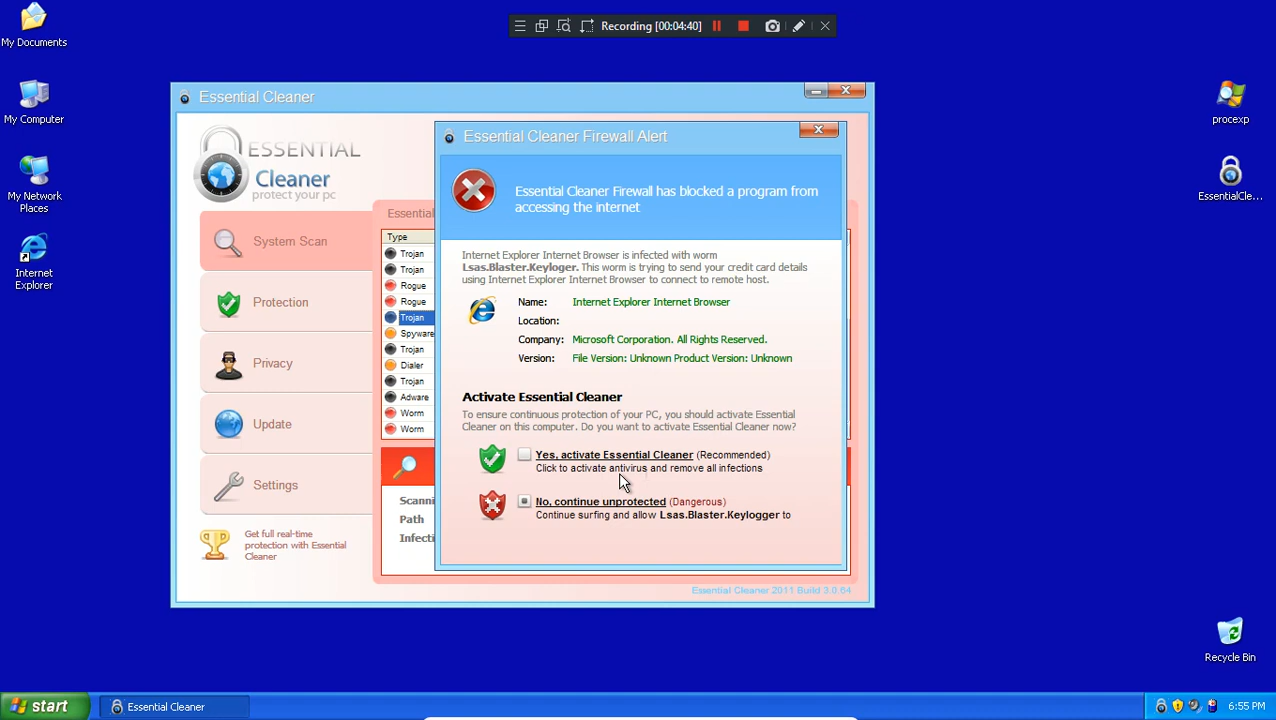 My Documents
My Computer
My Network
Places
Internet
Explorer
Recording [00:04:40]
procexp
EssentialCle...
Recycle Bin
Essential Cleaner
ESSENTIAL
Cleaner
protect your pc
System Scan
Protection
Privacy
Update
Settings
Get full real-time
protection with Essential
Cleaner
Essential
Type
Trojan
Trojan
Rogue
Rogue
Trojan
Spyware
Trojan
Dialer
Trojan
Adware
Worm
Worm
Scanni
Path
Infecti
Essential Cleaner 2011 Build 3.0.64
Essential Cleaner Firewall Alert
Essential Cleaner Firewall has blocked a program from
accessing the internet
Internet Explorer Internet Browser is infected with worm
Lsas.Blaster.Keyloger. This worm is trying to send your credit card details
using Internet Explorer Internet Browser to connect to remote host.
Name: Internet Explorer Internet Browser
Location:
Company: Microsoft Corporation. All Rights Reserved.
Version: File Version: Unknown Product Version: Unknown
Activate Essential Cleaner
To ensure continuous protection of your PC, you should activate Essential
Cleaner on this computer. Do you want to activate Essential Cleaner now?
Yes, activate Essential Cleaner (Recommended)
Click to activate antivirus and remove all infections
No, continue unprotected (Dangerous)
Continue surfing and allow Lsas.Blaster.Keylogger to
start
Essential Cleaner
6:55 PM